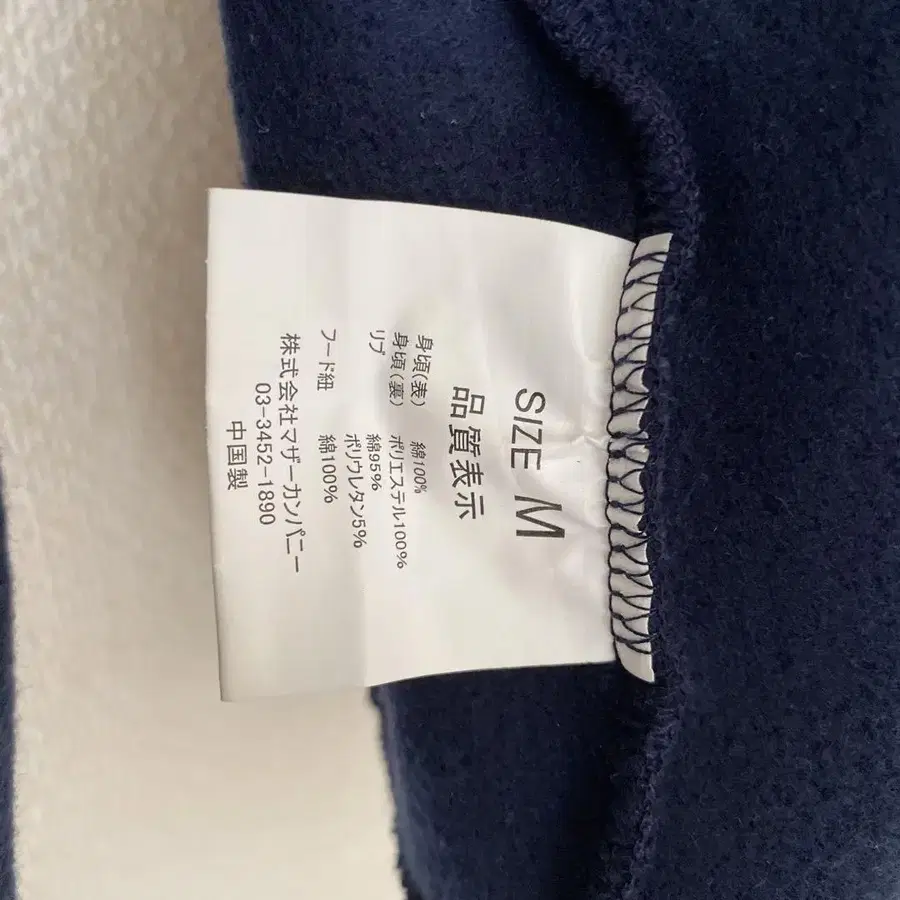 SIZE M
品質表示
身頃(表) 綿100%
身頃(裏) ポリエステル100%
リブ 綿95%
ポリウレタン5%
フード紐 綿100%
株式会社マザーカンパニー
03-3452-1890
中国製